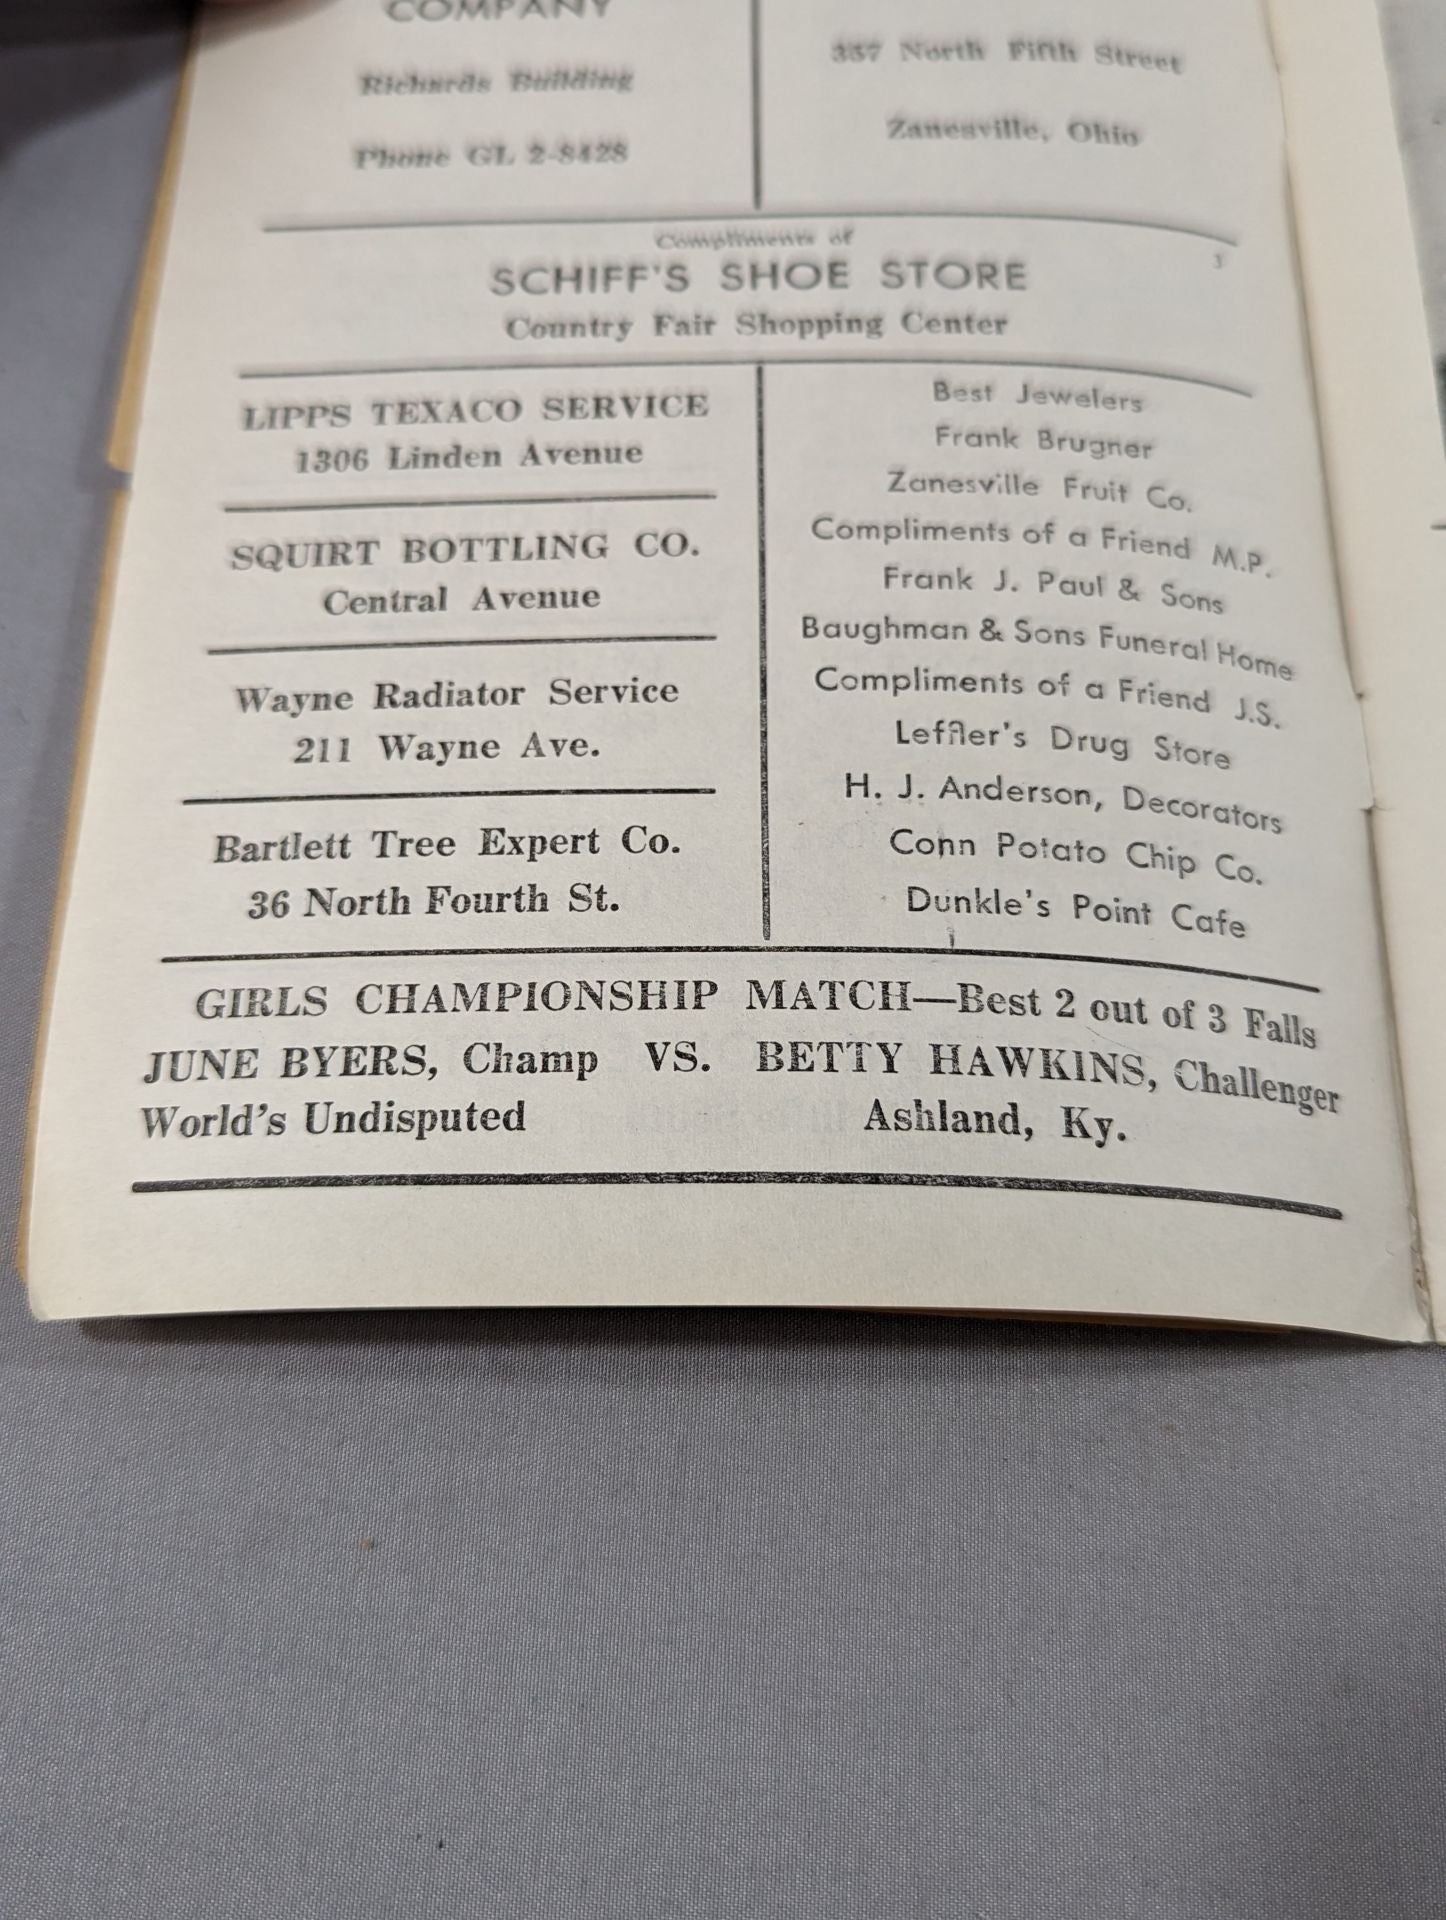 COMPANY
Richards Building
Phone GL 2-8428
357 North Fifth Street
Zanesville, Ohio
Compliments of
SCHIFF'S SHOE STORE
Country Fair Shopping Center
LIPPS TEXACO SERVICE
1306 Linden Avenue
SQUIRT BOTTLING CO.
Central Avenue
Wayne Radiator Service
211 Wayne Ave.
Bartlett Tree Expert Co.
36 North Fourth St.
Best Jewelers
Frank Brugner
Zanesville Fruit Co.
Compliments of a Friend M.P.
Frank J. Paul & Sons
Baughman & Sons Funeral Home
Compliments of a Friend J.S.
Leffler's Drug Store
H. J. Anderson, Decorators
Conn Potato Chip Co.
Dunkle's Point Cafe
GIRLS CHAMPIONSHIP MATCH—Best 2 out of 3 Falls
JUNE BYERS, Champ VS. BETTY HAWKINS, Challenger
World's Undisputed Ashland, Ky.